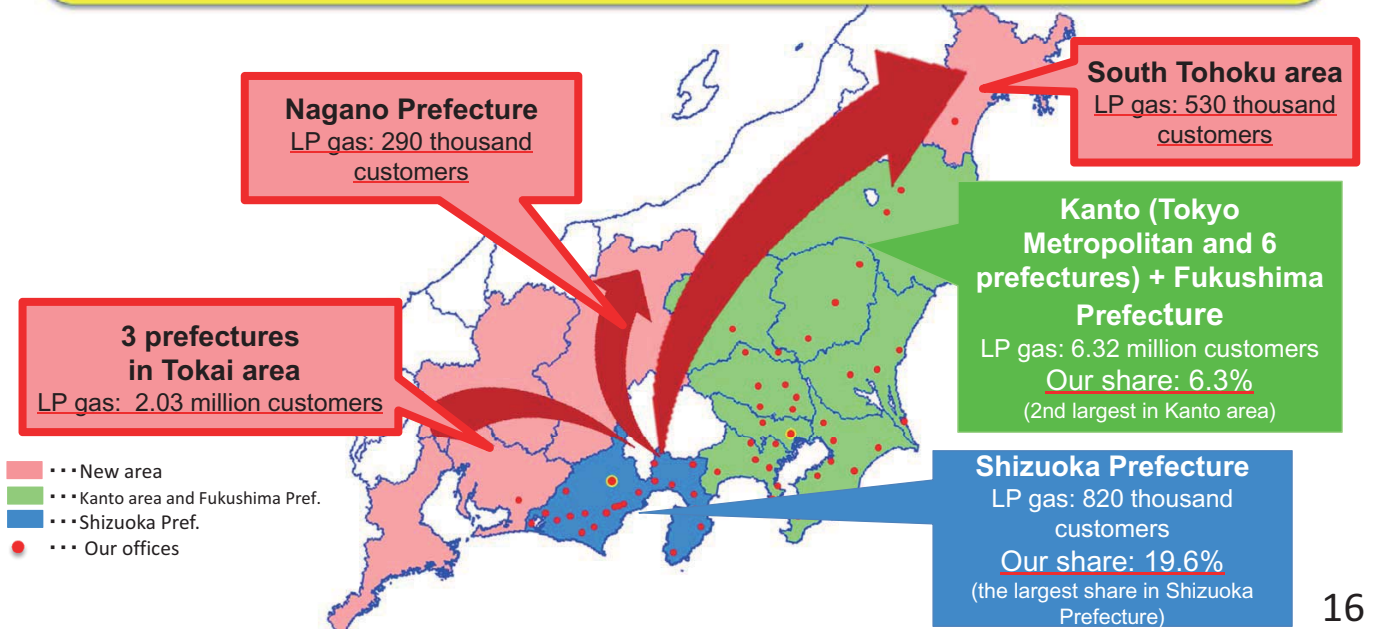 Nagano Prefecture
LP gas: 290 thousand
customers
South Tohoku area
LP gas: 530 thousand
customers
Kanto (Tokyo
Metropolitan and 6
prefectures) + Fukushima
Prefecture
LP gas: 6.32 million customers
Our share: 6.3%
(2nd largest in Kanto area)
3 prefectures
in Tokai area
LP gas: 2.03 million customers
・・・New area
・・・Kanto area and Fukushima Pref.
・・・Shizuoka Pref.
・・・ Our offices
Shizuoka Prefecture
LP gas: 820 thousand
customers
Our share: 19.6%
(the largest share in Shizuoka
Prefecture)
16